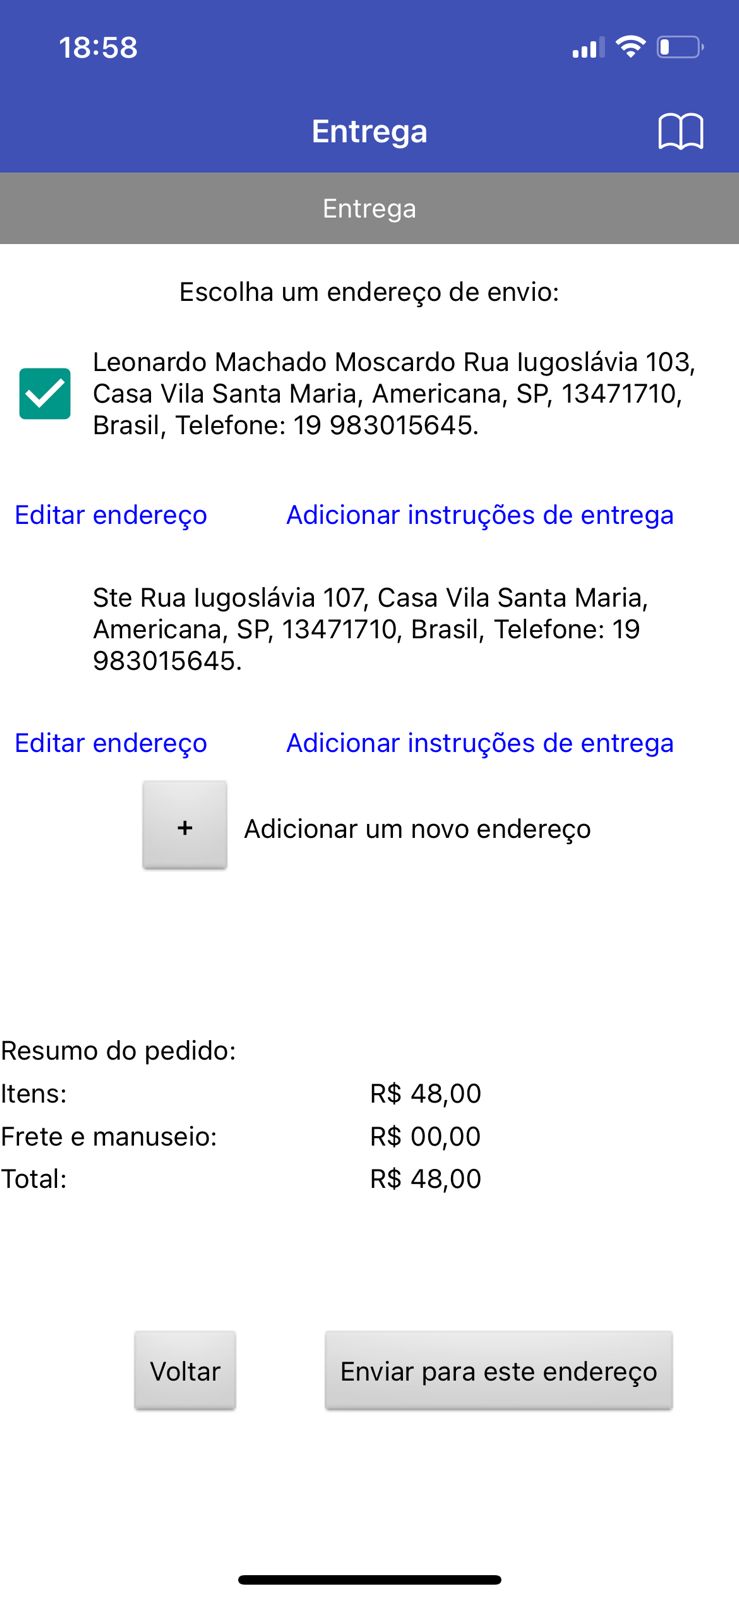 18:58
Entrega
Entrega
Escolha um endereço de envio:
Leonardo Machado Moscardo Rua Iugoslávia 103,
Casa Vila Santa Maria, Americana, SP, 13471710,
Brasil, Telefone: 19 983015645.
Editar endereço Adicionar instruções de entrega
Ste Rua Iugoslávia 107, Casa Vila Santa Maria,
Americana, SP, 13471710, Brasil, Telefone: 19
983015645.
Editar endereço Adicionar instruções de entrega
+ Adicionar um novo endereço
Resumo do pedido:
Itens: R$ 48,00
Frete e manuseio: R$ 00,00
Total: R$ 48,00
Voltar Enviar para este endereço